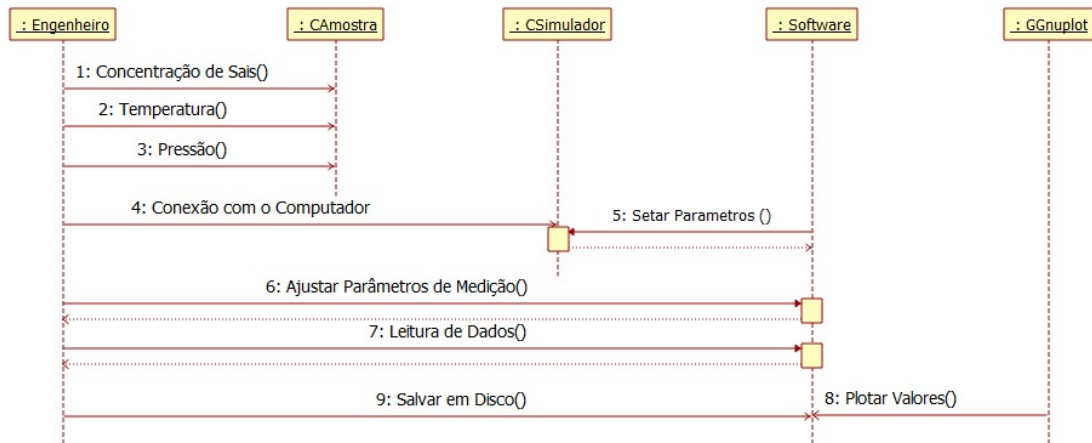 : Engenheiro
: CAmostra
: CSimulador
: Software
: GGnuplot
1: Concentração de Sais()
2: Temperatura()
3: Pressão()
4: Conexão com o Computador
5: Setar Parametros ()
6: Ajustar Parâmetros de Medição()
7: Leitura de Dados()
9: Salvar em Disco()
8: Plotar Valores()